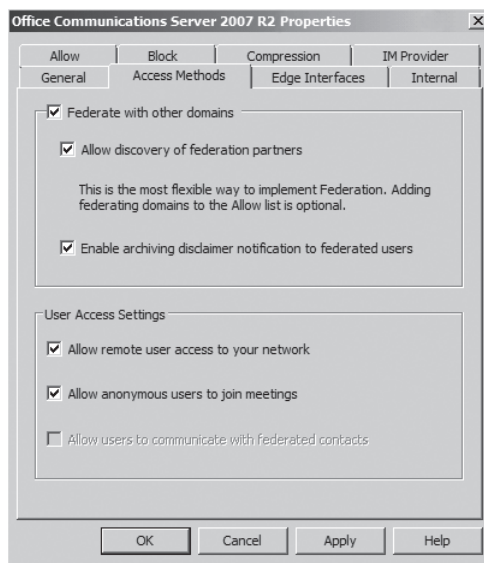 Office Communications Server 2007 R2 Properties
Allow Block Compression IM Provider
General Access Methods Edge Interfaces Internal
Federate with other domains
Allow discovery of federation partners
This is the most flexible way to implement Federation. Adding
federating domains to the Allow list is optional.
Enable archiving disclaimer notification to federated users
User Access Settings
Allow remote user access to your network
Allow anonymous users to join meetings
Allow users to communicate with federated contacts
OK Cancel Apply Help